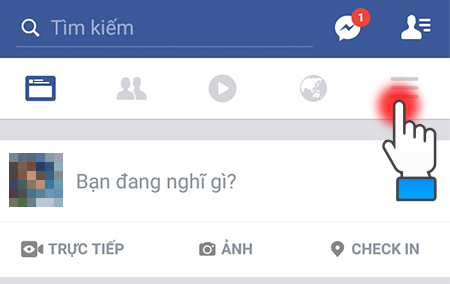 Tìm kiếm 1
Bạn đang nghĩ gì?
TRỰC TIẾP ẢNH CHECK IN